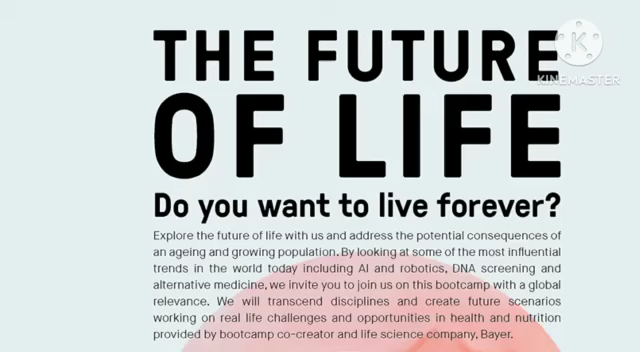 THE FUTURE
OF LIFE
Do you want to live forever?
Explore the future of life with us and address the potential consequences of
an ageing and growing population. By looking at some of the most influential
trends in the world today including AI and robotics, DNA screening and
alternative medicine, we invite you to join us on this bootcamp with a global
relevance. We will transcend disciplines and create future scenarios
working on real life challenges and opportunities in health and nutrition
provided by bootcamp co-creator and life science company, Bayer.
K
KINEMASTER